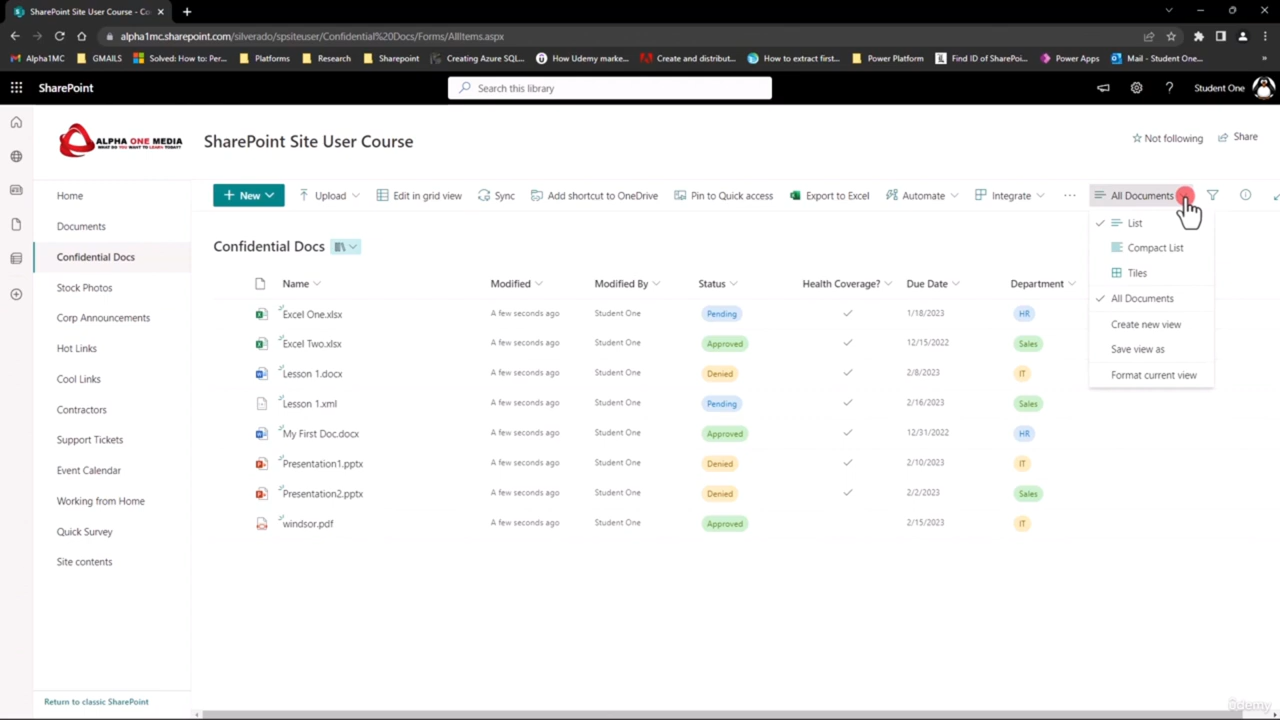 SharePoint Site User Course - Co
alpha1mc.sharepoint.com/silverado/spsiteuser/Confidential%20Docs/Forms/AllItems.aspx
Alpha1MC GMAILS Solved: How to: Per... Platforms Research Sharepoint Creating Azure SQL... How Udemy marke... Create and distribut... How to extract first... Power Platform Find ID of SharePoi... Power Apps Mail - Student One... »
SharePoint Search this library ? Student One
ALPHA ONE MEDIA
WHAT DO YOU WANT TO LEARN TODAY?
SharePoint Site User Course Not following Share
Home
Documents
Confidential Docs
Stock Photos
Corp Announcements
Hot Links
Cool Links
Contractors
Support Tickets
Event Calendar
Working from Home
Quick Survey
Site contents
Return to classic SharePoint
+ New Upload Edit in grid view Sync Add shortcut to OneDrive Pin to Quick access Export to Excel Automate Integrate ... All Documents
List
Compact List
Tiles
All Documents
Create new view
Save view as
Format current view
Confidential Docs
Name Modified Modified By Status Health Coverage? Due Date Department
Excel One.xlsx A few seconds ago Student One Pending 1/18/2023 HR
Excel Two.xlsx A few seconds ago Student One Approved 12/15/2022 Sales
Lesson 1.docx A few seconds ago Student One Denied 2/8/2023 IT
Lesson 1.xml A few seconds ago Student One Pending 2/16/2023 Sales
My First Doc.docx A few seconds ago Student One Approved 12/31/2022 HR
Presentation1.pptx A few seconds ago Student One Denied 2/10/2023 IT
Presentation2.pptx A few seconds ago Student One Denied 2/2/2023 Sales
windsor.pdf A few seconds ago Student One Approved 2/15/2023 IT
ûdemy